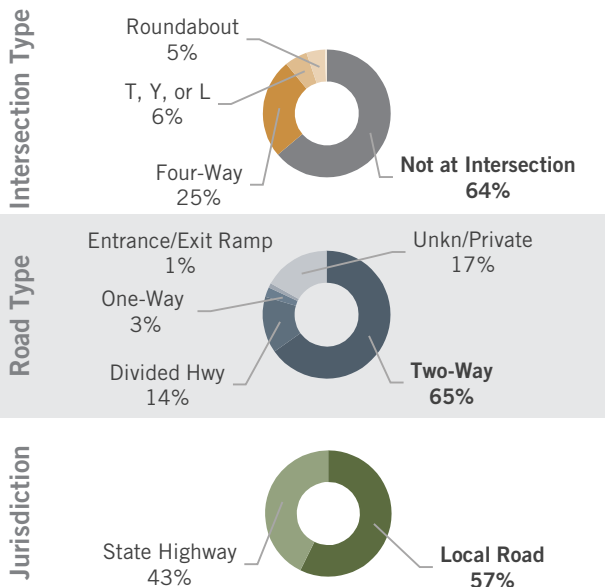 Intersection Type
Roundabout
5%
T, Y, or L
6%
Four-Way
25%
Not at Intersection
64%
Road Type
Entrance/Exit Ramp
1%
Unkn/Private
17%
One-Way
3%
Divided Hwy
14%
Two-Way
65%
Jurisdiction
State Highway
43%
Local Road
57%